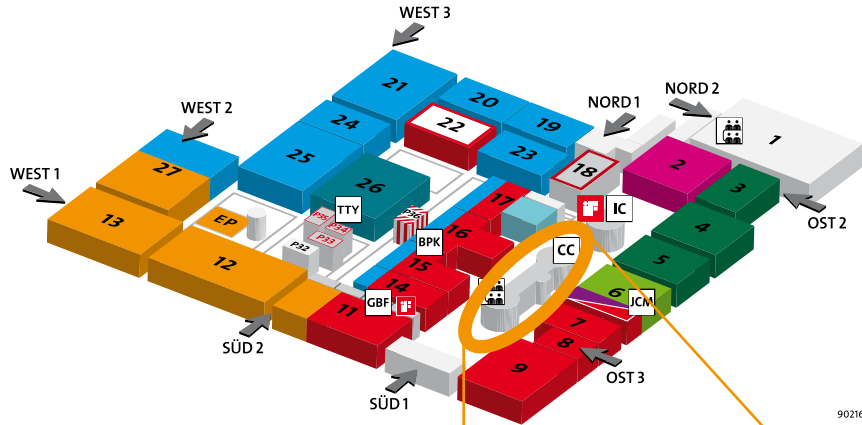 WEST 3
21
20
NORD 2
WEST 2
NORD 1
22
19
1
24
23
2
25
18
WEST 1
27
26
3
17
TTY
IC
13
P35
P36
OST 2
EP
P34
16
4
P33
BPK
P32
CC
12
15
5
14
6
GBF
JCM
11
7
SÜD 2
8
9
OST 3
SÜD 1
90216